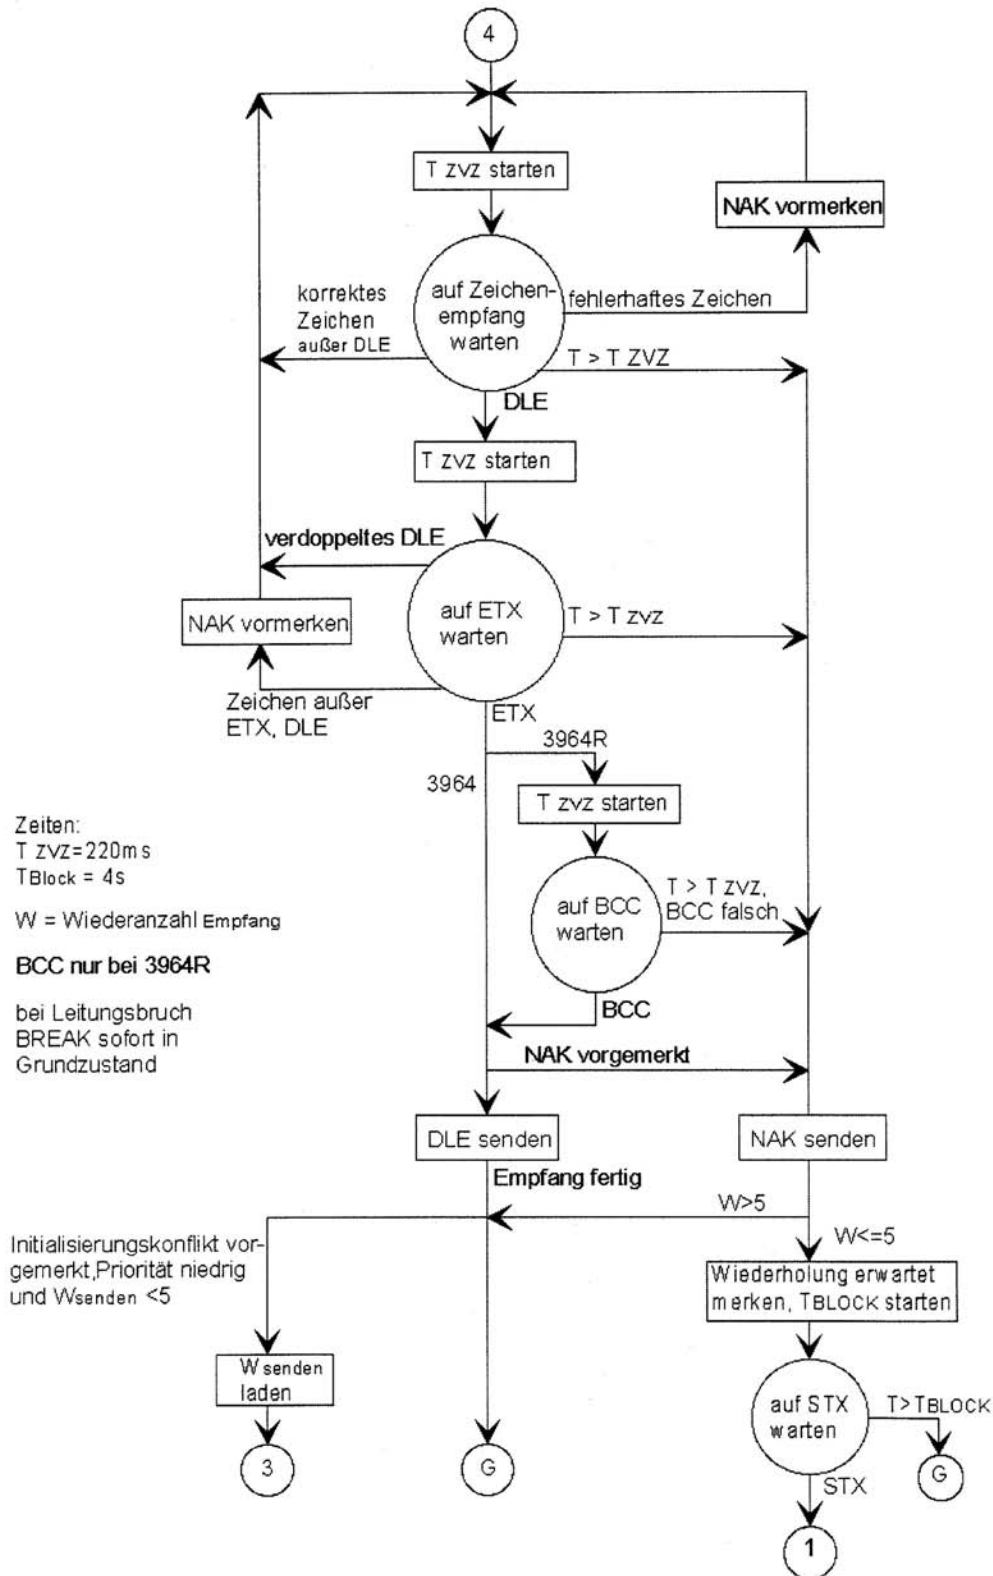 4
T ZVZ starten
NAK vormerken
korrektes
Zeichen
außer DLE
auf Zeichen-
empfang
warten
fehlerhaftes Zeichen
T > T ZVZ
DLE
T ZVZ starten
verdoppeltes DLE
auf ETX
warten
T > T ZVZ
NAK vormerken
Zeichen außer
ETX, DLE
ETX
3964R
3964
T ZVZ starten
Zeiten:
T ZVZ=220ms
TBlock = 4s
W = Wiederanzahl Empfang
BCC nur bei 3964R
bei Leitungsbruch
BREAK sofort in
Grundzustand
auf BCC
warten
T > T ZVZ,
BCC falsch
BCC
NAK vorgemerkt
DLE senden
NAK senden
Empfang fertig
W>5
W<=5
Initialisierungskonflikt vor-
gemerkt,Priorität niedrig
und Wsenden <5
Wiederholung erwartet
merken, TBLOCK starten
W senden
laden
auf STX
warten
T>TBLOCK
3
G
G
STX
1